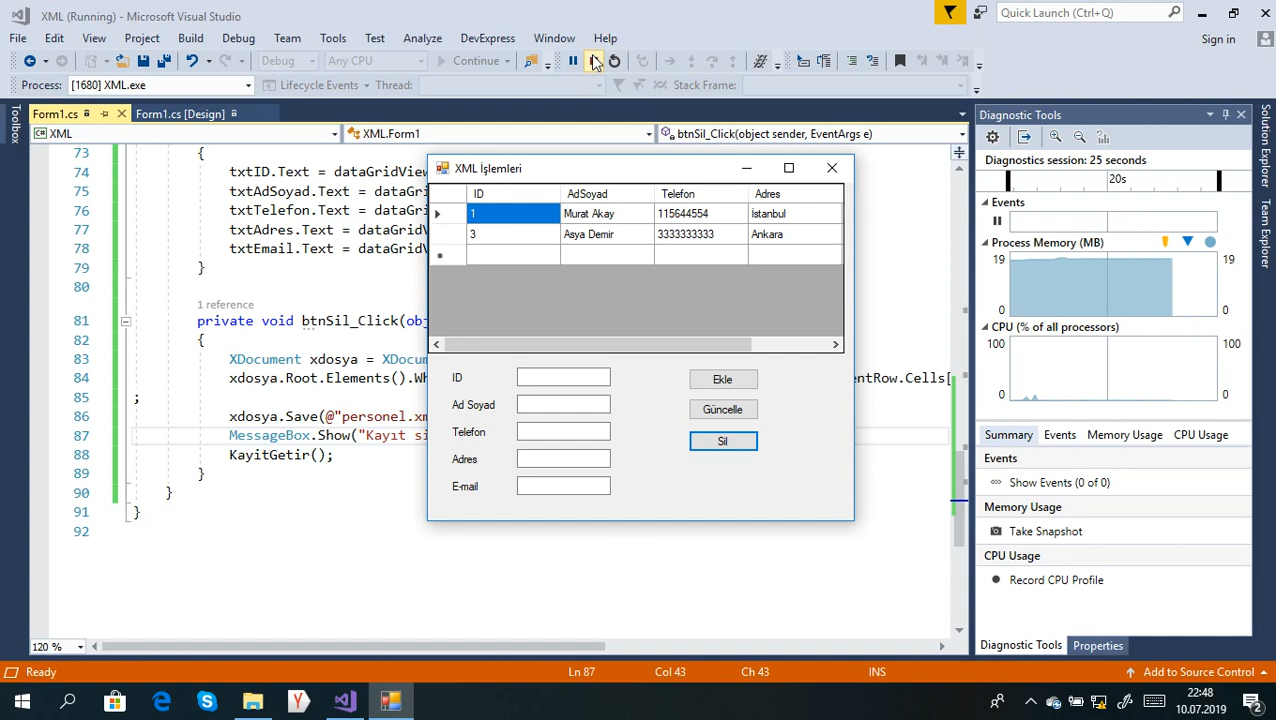 XML (Running) - Microsoft Visual Studio
Quick Launch (Ctrl+Q)
File Edit View Project Build Debug Team Tools Test Analyze DevExpress Window Help
Sign in
Debug Any CPU Continue
Process: [1680] XML.exe Lifecycle Events Thread: Stack Frame:
Toolbox
Form1.cs Form1.cs [Design]
XML XML.Form1 btnSil_Click(object sender, EventArgs e)
73 {
74 txtID.Text = dataGridView
75 txtAdSoyad.Text = dataG
76 txtTelefon.Text = dataG
77 txtAdres.Text = dataGri
78 txtEmail.Text = dataGri
79 }
80
1 reference
81 private void btnSil_Click(ob
82 {
83 XDocument xdosya = XDocu
84 xdosya.Root.Elements().Wh entRow.Cells[
85 ;
86 xdosya.Save(@"personel.xm
87 MessageBox.Show("Kayıt si
88 KayitGetir();
89 }
90 }
91 }
92
XML İşlemleri
ID AdSoyad Telefon Adres
1 Murat Akay 115644554 İstanbul
3 Asya Demir 3333333333 Ankara
ID
Ad Soyad
Telefon
Adres
E-mail
Ekle
Güncelle
Sil
Diagnostic Tools
Diagnostics session: 25 seconds
20s
Events
Process Memory (MB)
19 19
0 0
CPU (% of all processors)
100 100
0 0
Summary Events Memory Usage CPU Usage
Events
Show Events (0 of 0)
Memory Usage
Take Snapshot
CPU Usage
Record CPU Profile
Diagnostic Tools Properties
Solution Explorer
Team Explorer
120 %
Ready Ln 87 Col 43 Ch 43 INS Add to Source Control
22:48
10.07.2019
2